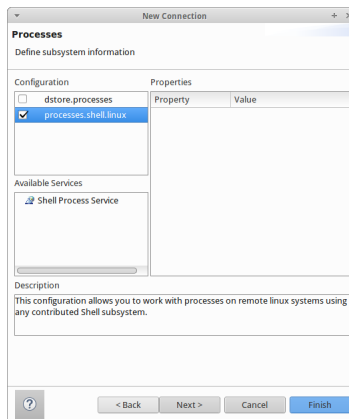 New Connection
Processes
Define subsystem information
Configuration
dstore.processes
processes.shell.linux
Available Services
Shell Process Service
Properties
Property Value
Description
This configuration allows you to work with processes on remote linux systems using
any contributed Shell subsystem.
?
< Back Next > Cancel Finish